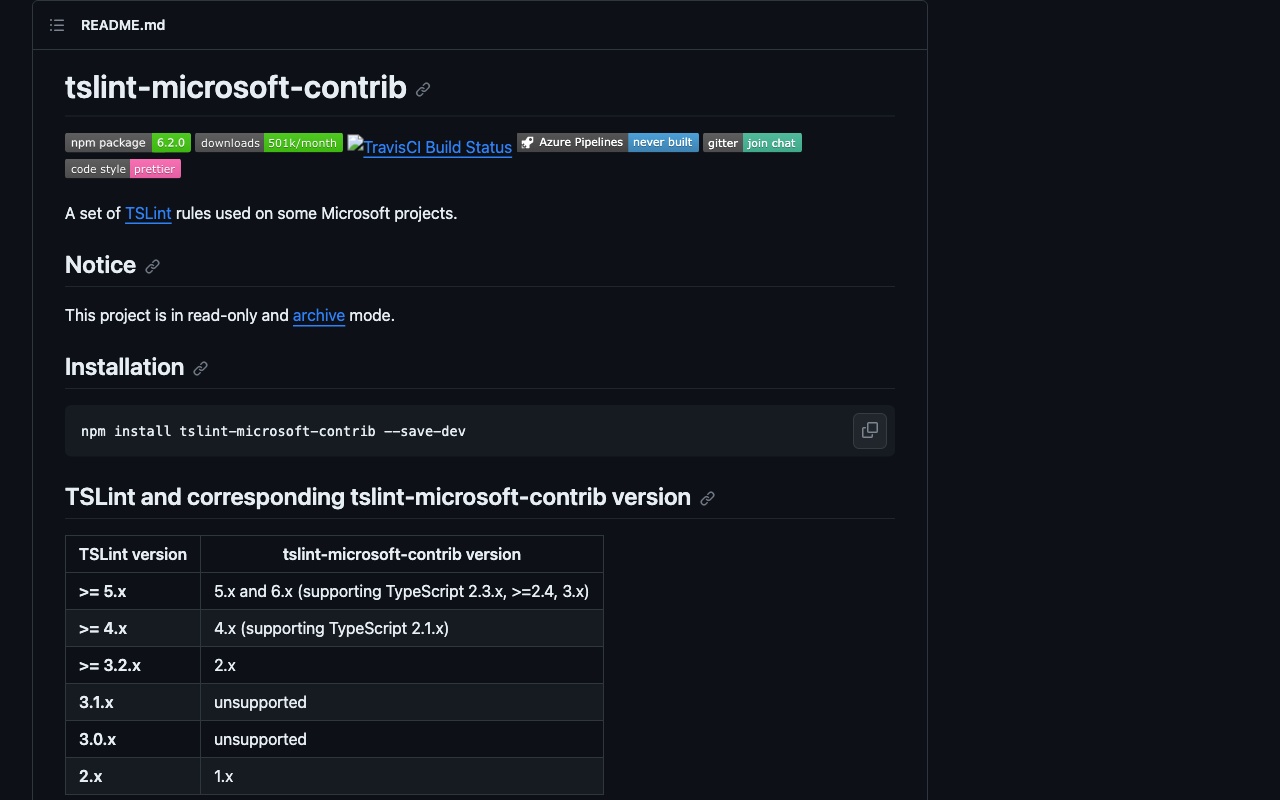 README.md
tslint-microsoft-contrib
npm package 6.2.0 downloads 501k/month TravisCI Build Status Azure Pipelines never built gitter join chat
code style prettier
A set of TSLint rules used on some Microsoft projects.
Notice
This project is in read-only and archive mode.
Installation
npm install tslint-microsoft-contrib --save-dev
TSLint and corresponding tslint-microsoft-contrib version
TSLint version tslint-microsoft-contrib version
>= 5.x 5.x and 6.x (supporting TypeScript 2.3.x, >=2.4, 3.x)
>= 4.x 4.x (supporting TypeScript 2.1.x)
>= 3.2.x 2.x
3.1.x unsupported
3.0.x unsupported
2.x 1.x